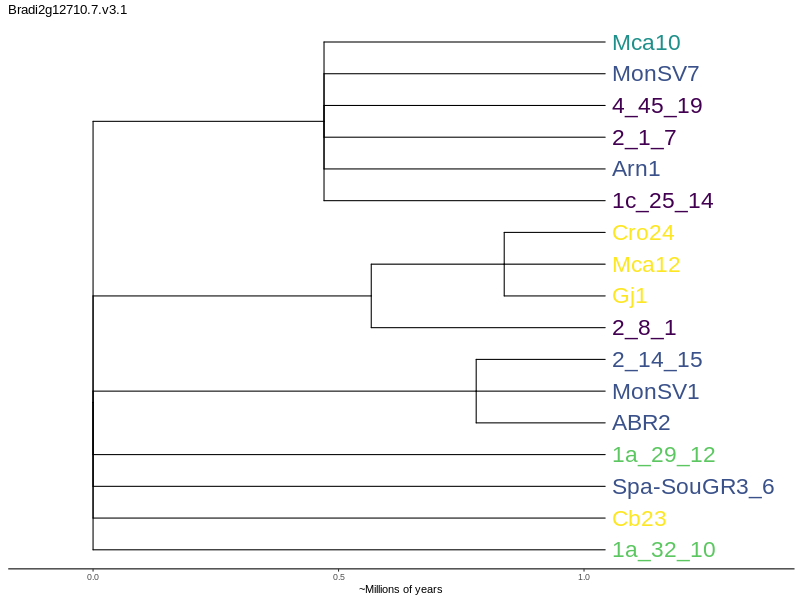 Bradi2g12710.7.v3.1
Mca10
MonSV7
4_45_19
2_1_7
Arn1
1c_25_14
Cro24
Mca12
Gj1
2_8_1
2_14_15
MonSV1
ABR2
1a_29_12
Spa-SouGR3_6
Cb23
1a_32_10
0.0 0.5 1.0
~Millions of years